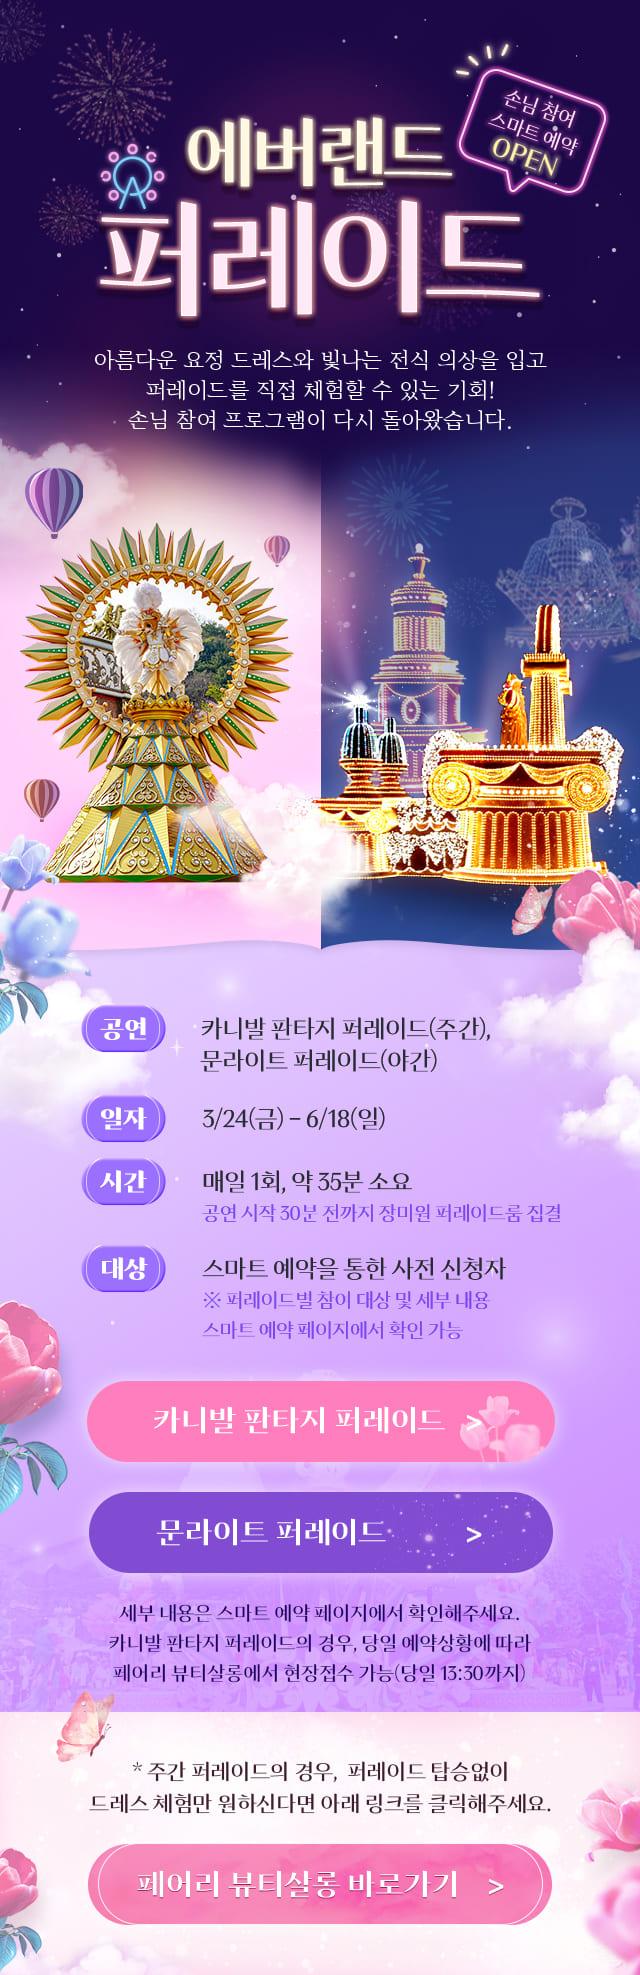 손님 참여
스마트 예약
OPEN
에버랜드
퍼레이드
아름다운 요정 드레스와 빛나는 전식 의상을 입고
퍼레이드를 직접 체험할 수 있는 기회!
손님 참여 프로그램이 다시 돌아왔습니다.
공연
카니발 판타지 퍼레이드(주간),
문라이트 퍼레이드(야간)
일자
3/24(금) – 6/18(일)
시간
매일 1회, 약 35분 소요
공연 시작 30분 전까지 장미원 퍼레이드룸 집결
대상
스마트 예약을 통한 사전 신청자
※ 퍼레이드빌 참이 대상 및 세부 내용
스마트 예약 페이지에서 확인 가능
카니발 판타지 퍼레이드 >
문라이트 퍼레이드 >
세부 내용은 스마트 예약 페이지에서 확인해주세요.
카니발 판타지 퍼레이드의 경우, 당일 예약상황에 따라
페어리 뷰티살롱에서 현장접수 가능(당일 13:30까지)
* 주간 퍼레이드의 경우, 퍼레이드 탑승없이
드레스 체험만 원하신다면 아래 링크를 클릭해주세요.
페어리 뷰티살롱 바로가기 >